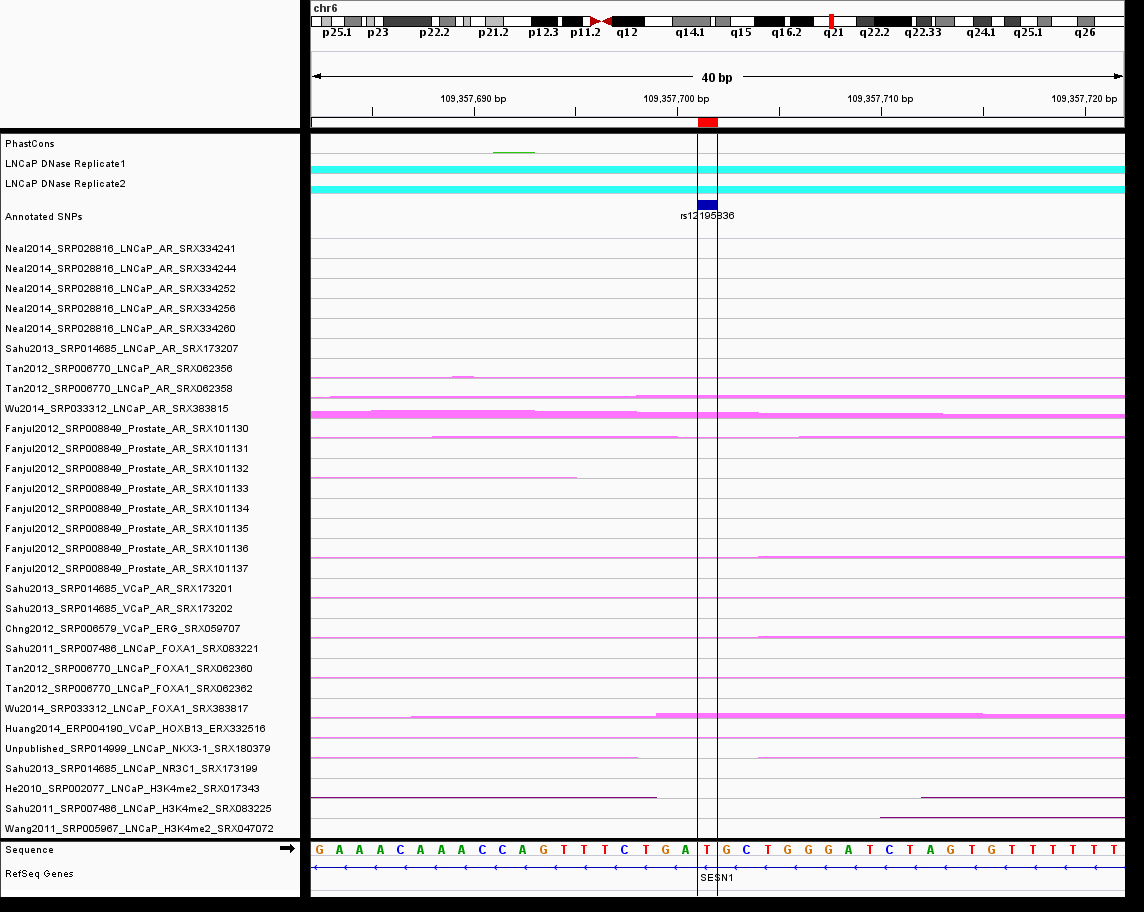 chr6
p25.1 p23 p22.2 p21.2 p12.3 p11.2 q12 q14.1 q15 q16.2 q21 q22.2 q22.33 q24.1 q25.1 q26
40 bp
109,357,690 bp 109,357,700 bp 109,357,710 bp 109,357,720 bp
PhastCons
LNCaP DNase Replicate1
LNCaP DNase Replicate2
Annotated SNPs
rs12195836
Neal2014_SRP028816_LNCaP_AR_SRX334241
Neal2014_SRP028816_LNCaP_AR_SRX334244
Neal2014_SRP028816_LNCaP_AR_SRX334252
Neal2014_SRP028816_LNCaP_AR_SRX334256
Neal2014_SRP028816_LNCaP_AR_SRX334260
Sahu2013_SRP014685_LNCaP_AR_SRX173207
Tan2012_SRP006770_LNCaP_AR_SRX062356
Tan2012_SRP006770_LNCaP_AR_SRX062358
Wu2014_SRP033312_LNCaP_AR_SRX383815
Fanjul2012_SRP008849_Prostate_AR_SRX101130
Fanjul2012_SRP008849_Prostate_AR_SRX101131
Fanjul2012_SRP008849_Prostate_AR_SRX101132
Fanjul2012_SRP008849_Prostate_AR_SRX101133
Fanjul2012_SRP008849_Prostate_AR_SRX101134
Fanjul2012_SRP008849_Prostate_AR_SRX101135
Fanjul2012_SRP008849_Prostate_AR_SRX101136
Fanjul2012_SRP008849_Prostate_AR_SRX101137
Sahu2013_SRP014685_VCaP_AR_SRX173201
Sahu2013_SRP014685_VCaP_AR_SRX173202
Chng2012_SRP006579_VCaP_ERG_SRX059707
Sahu2011_SRP007486_LNCaP_FOXA1_SRX083221
Tan2012_SRP006770_LNCaP_FOXA1_SRX062360
Tan2012_SRP006770_LNCaP_FOXA1_SRX062362
Wu2014_SRP033312_LNCaP_FOXA1_SRX383817
Huang2014_ERP004190_VCaP_HOXB13_ERX332516
Unpublished_SRP014999_LNCaP_NKX3-1_SRX180379
Sahu2013_SRP014685_LNCaP_NR3C1_SRX173199
He2010_SRP002077_LNCaP_H3K4me2_SRX017343
Sahu2011_SRP007486_LNCaP_H3K4me2_SRX083225
Wang2011_SRP005967_LNCaP_H3K4me2_SRX047072
Sequence G A A A C A A A C C A G T T T C T G A T G C T G G G A T C T A G T G T T T T T T
RefSeq Genes
SESN1